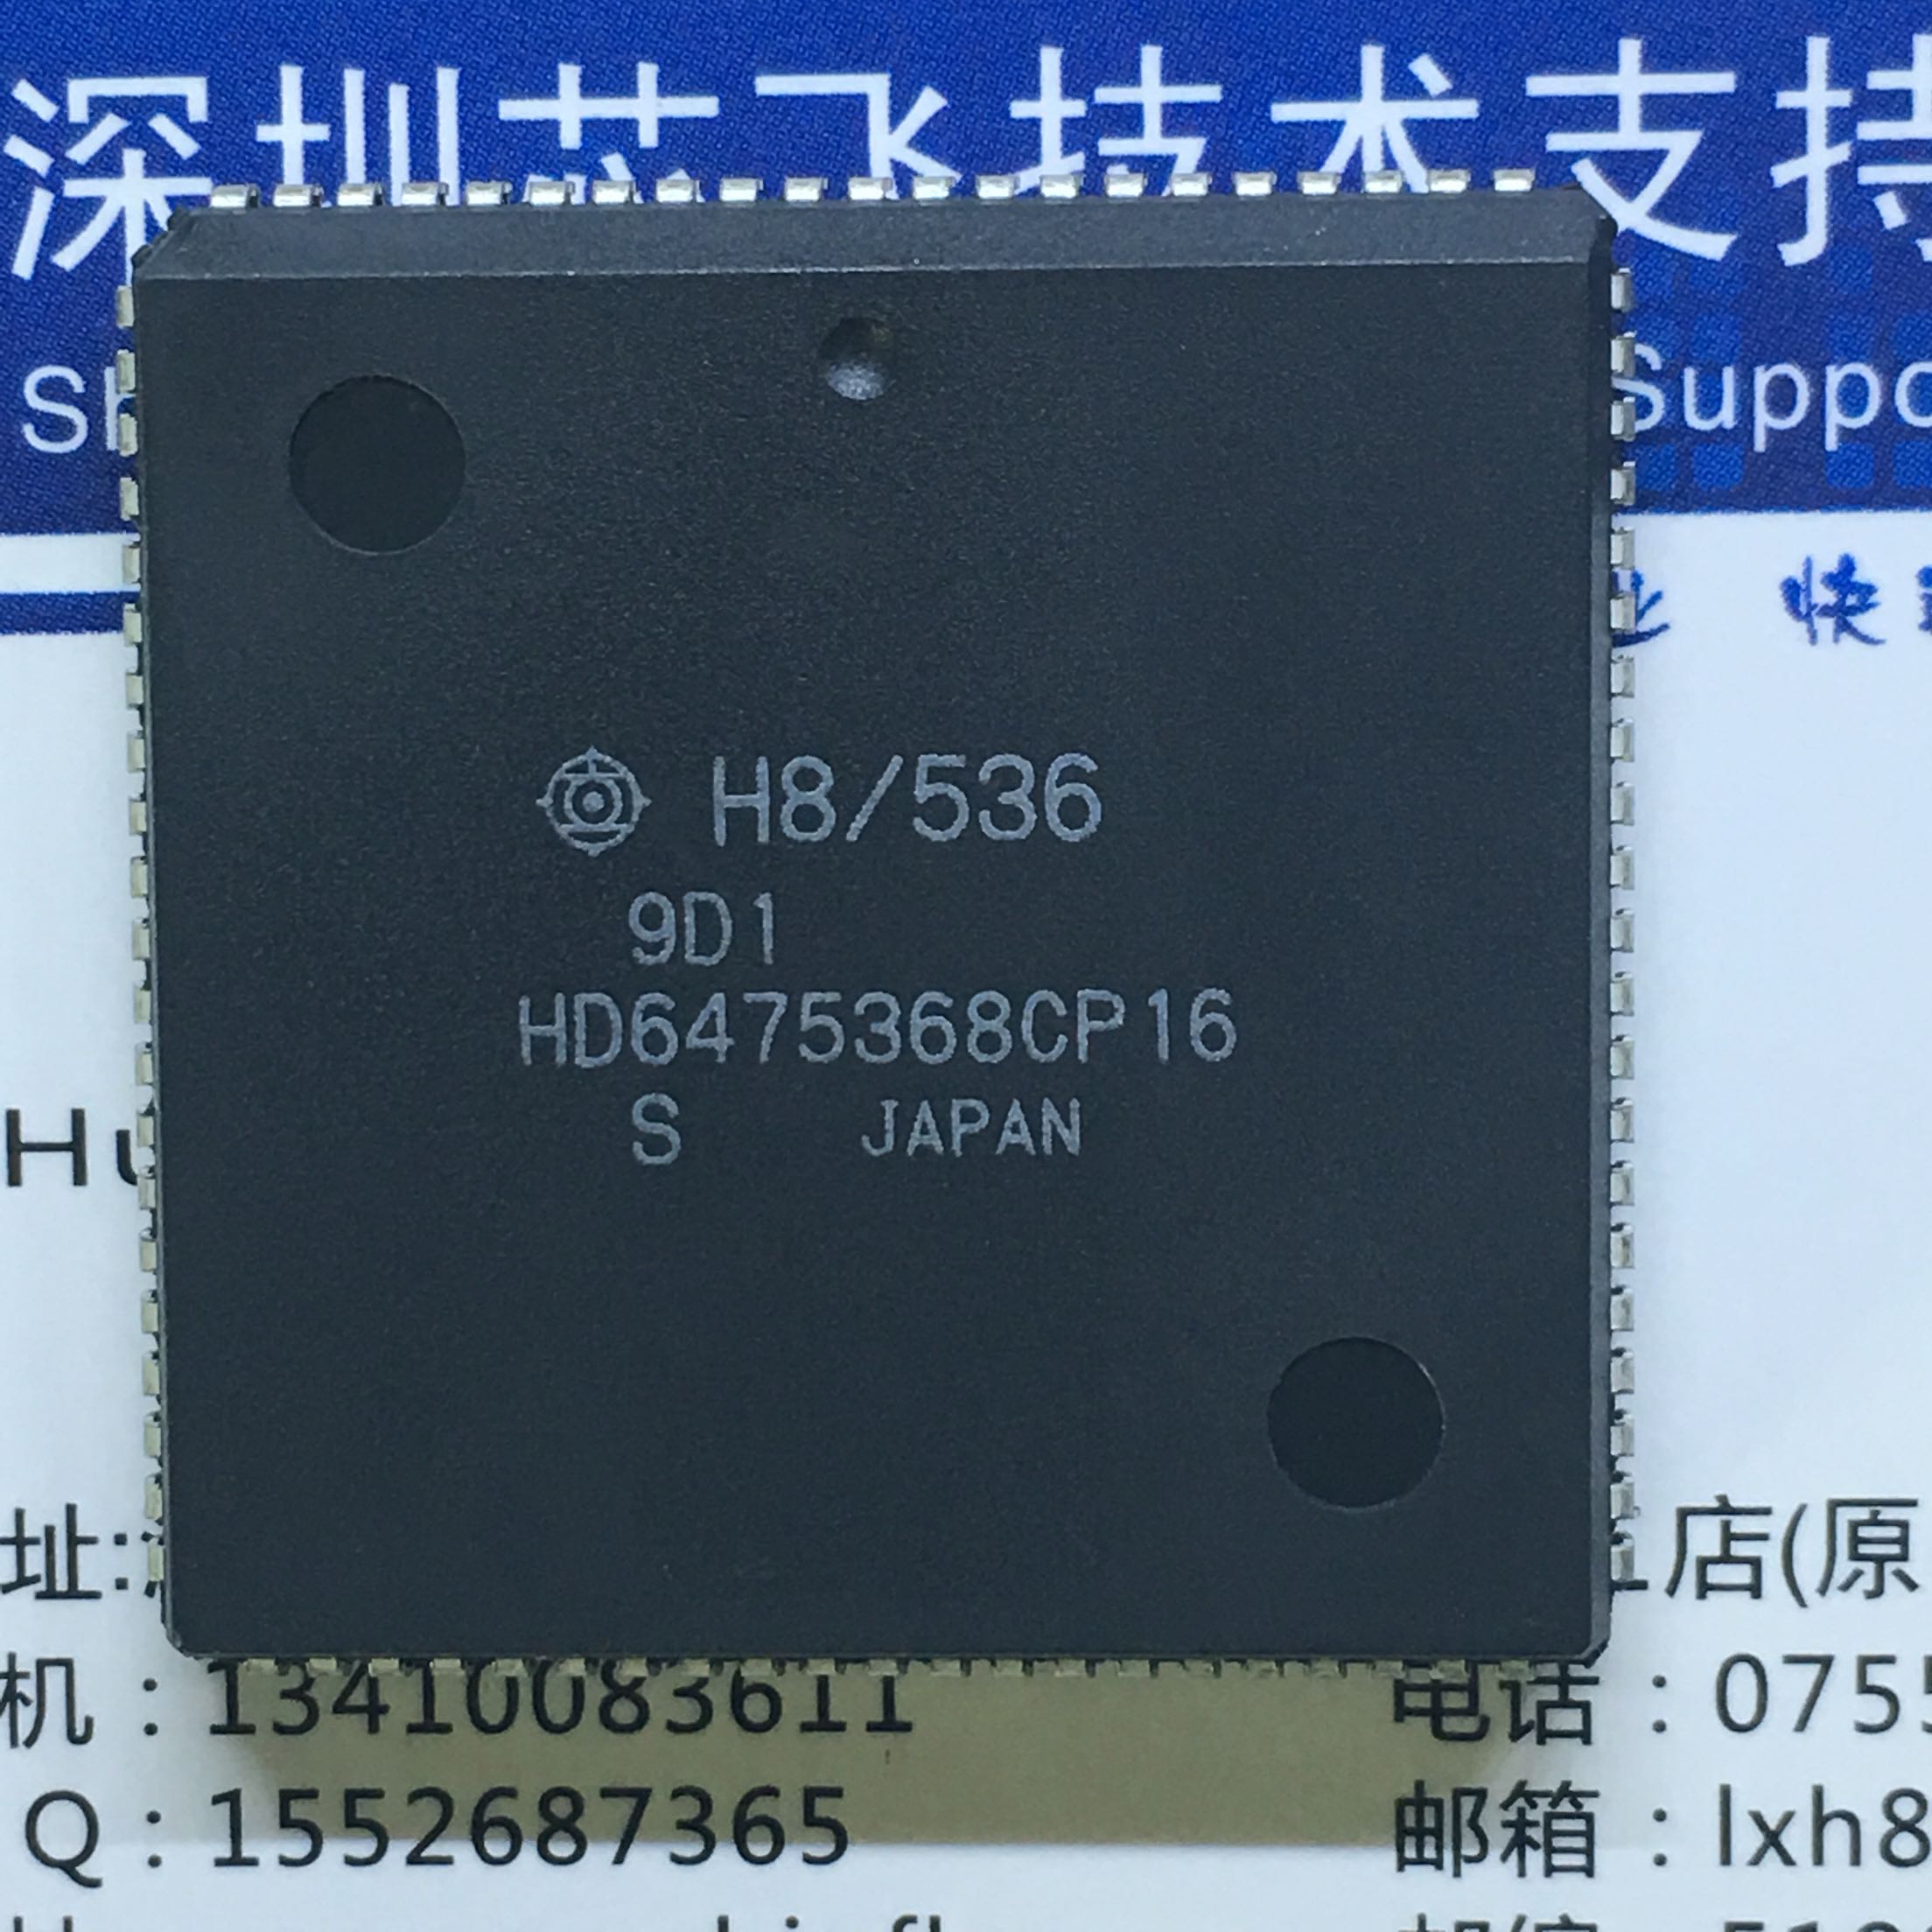 深圳芯飞技术支持
Suppo
快
H8/536
9D1
HD6475368CP16
S JAPAN
址:
店(原
机：13410083611
电话：0755
Q：1552687365
邮箱：lxh8